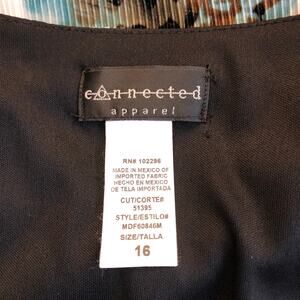 connected
apparel
RN# 102286
MADE IN MEXICO OF
IMPORTED FABRIC
HECHO EN MEXICO
DE TELA IMPORTADA
CUT/CORTE#
51395
STYLE/ESTILO#
MDF60846M
SIZE/TALLA
16